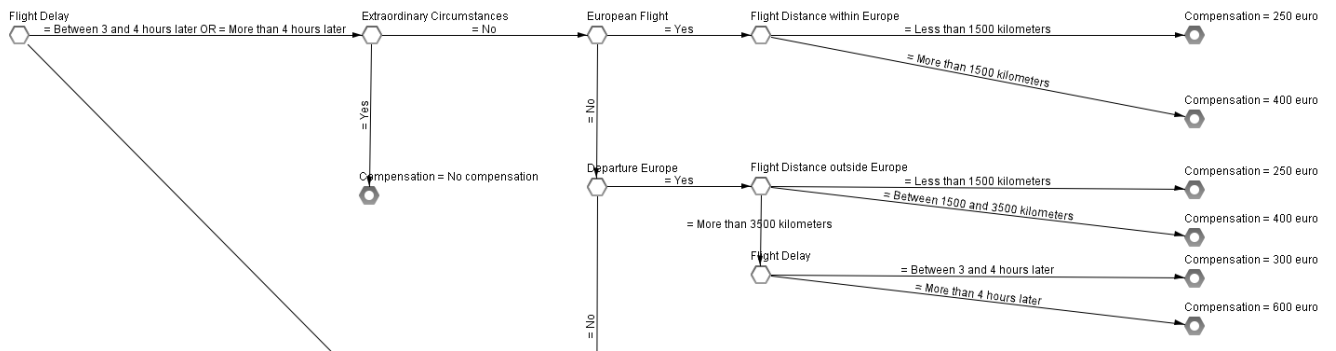 Flight Delay
= Between 3 and 4 hours later OR = More than 4 hours later
Extraordinary Circumstances
= No
European Flight
= Yes
Flight Distance within Europe
= Less than 1500 kilometers
Compensation = 250 euro
= More than 1500 kilometers
Compensation = 400 euro
= Yes
= No
Compensation = No compensation
Departure Europe
= Yes
Flight Distance outside Europe
= Less than 1500 kilometers
Compensation = 250 euro
= Between 1500 and 3500 kilometers
Compensation = 400 euro
= More than 3500 kilometers
Flight Delay
= Between 3 and 4 hours later
Compensation = 300 euro
= More than 4 hours later
Compensation = 600 euro
= No